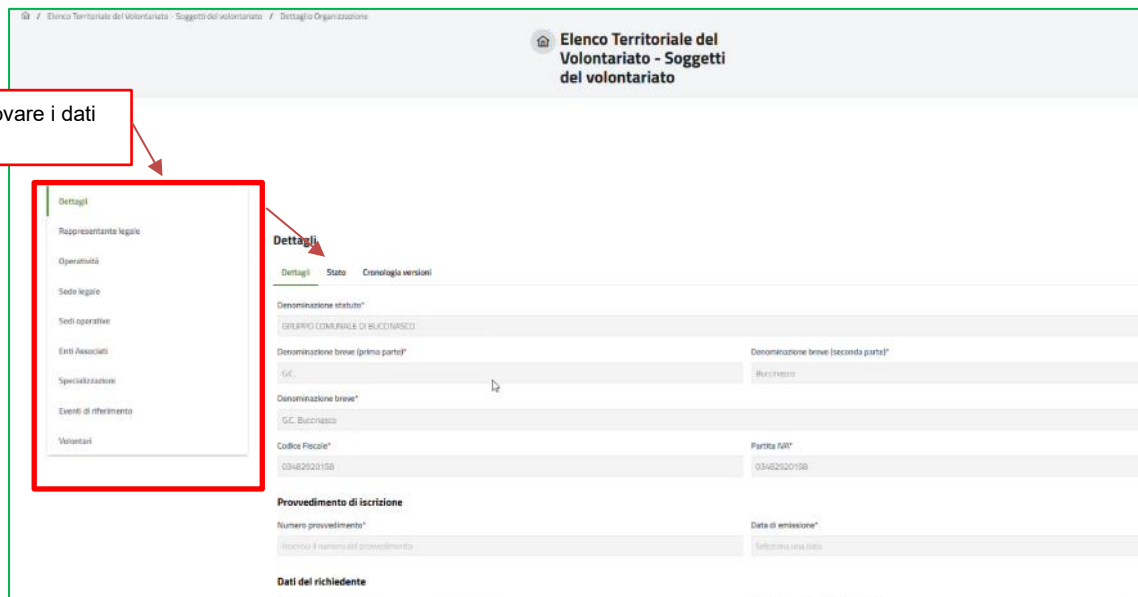 / Elenco Territoriale del Volontariato - Soggetti del volontariato / Dettaglio Organizzazione
Elenco Territoriale del
Volontariato - Soggetti
del volontariato
ovare i dati
Dettagli
Rappresentante legale
Operatività
Sede legale
Sedi operative
Enti Associati
Specializzazioni
Eventi di riferimento
Volontari
Dettagli
Dettagli Stato Cronologia versioni
Denominazione statuto*
GRUPPO COMUNALE DI BUCCINASCO
Denominazione breve (prima parte)* Denominazione breve (seconda parte)*
G.C. Buccinasco
Denominazione breve*
G.C. Buccinasco
Codice Fiscale* Partita IVA*
03482920158 03482920158
Provvedimento di iscrizione
Numero provvedimento* Data di emissione*
Inserisci il numero del provvedimento Seleziona una data
Dati del richiedente